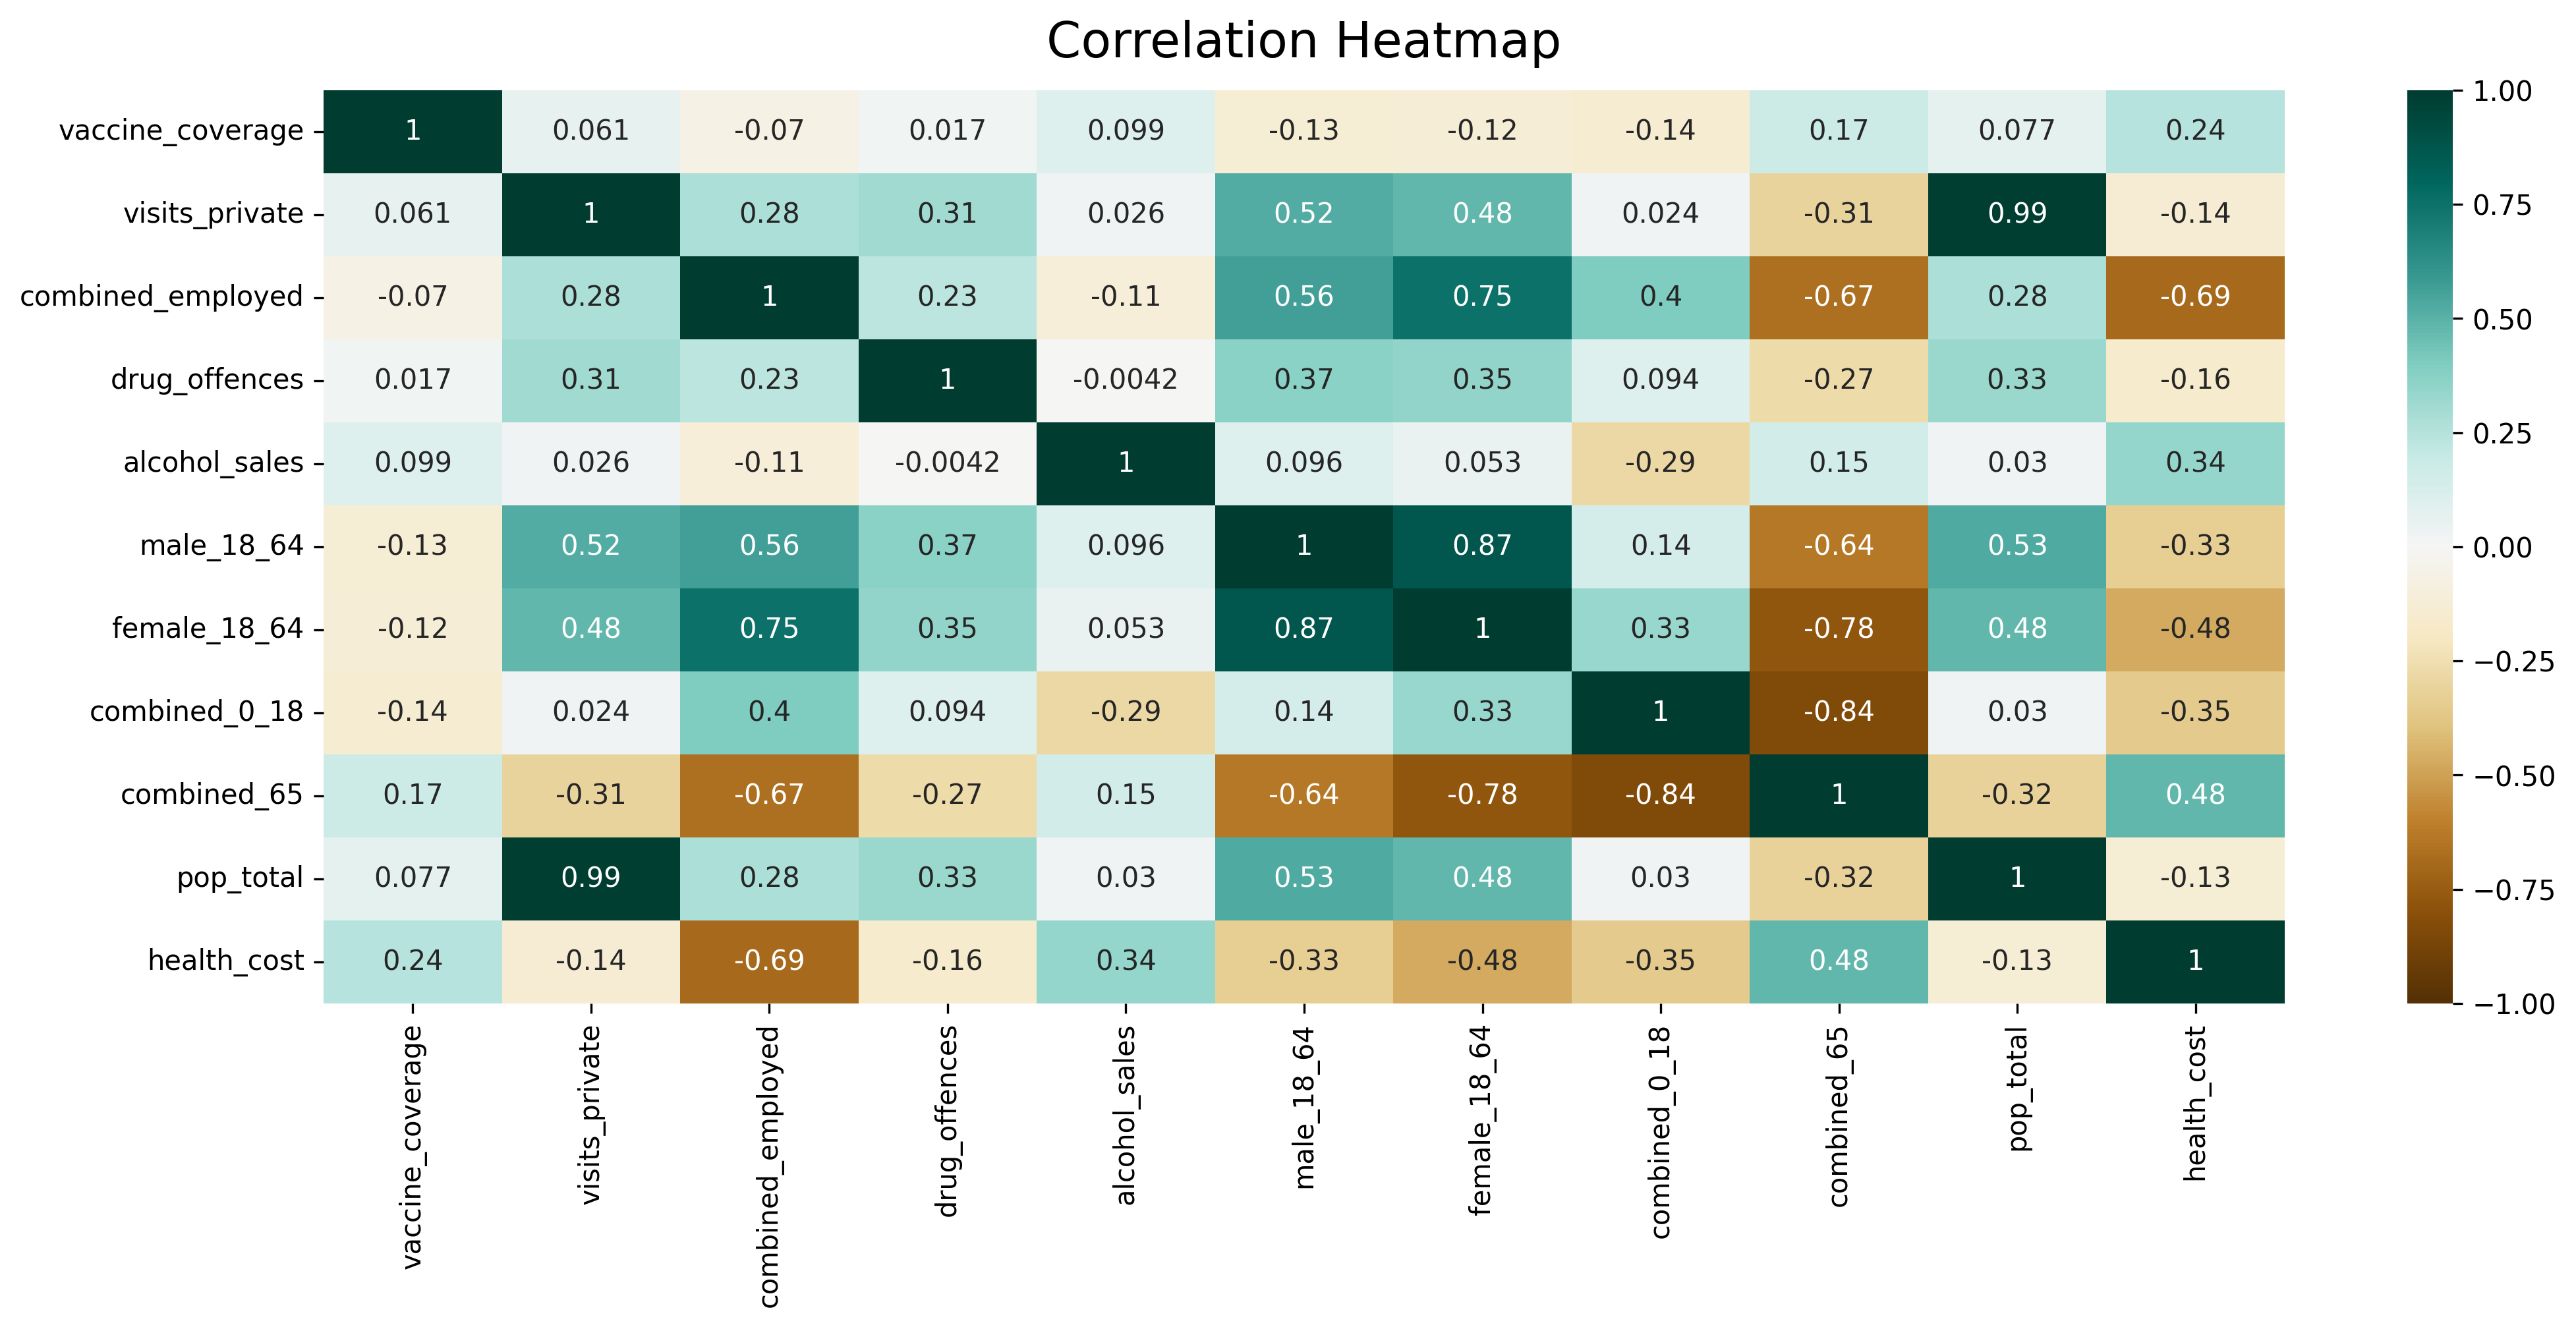 Correlation Heatmap
vaccine_coverage 1 0.061 -0.07 0.017 0.099 -0.13 -0.12 -0.14 0.17 0.077 0.24
visits_private 0.061 1 0.28 0.31 0.026 0.52 0.48 0.024 -0.31 0.99 -0.14
combined_employed -0.07 0.28 1 0.23 -0.11 0.56 0.75 0.4 -0.67 0.28 -0.69
drug_offences 0.017 0.31 0.23 1 -0.0042 0.37 0.35 0.094 -0.27 0.33 -0.16
alcohol_sales 0.099 0.026 -0.11 -0.0042 1 0.096 0.053 -0.29 0.15 0.03 0.34
male_18_64 -0.13 0.52 0.56 0.37 0.096 1 0.87 0.14 -0.64 0.53 -0.33
female_18_64 -0.12 0.48 0.75 0.35 0.053 0.87 1 0.33 -0.78 0.48 -0.48
combined_0_18 -0.14 0.024 0.4 0.094 -0.29 0.14 0.33 1 -0.84 0.03 -0.35
combined_65 0.17 -0.31 -0.67 -0.27 0.15 -0.64 -0.78 -0.84 1 -0.32 0.48
pop_total 0.077 0.99 0.28 0.33 0.03 0.53 0.48 0.03 -0.32 1 -0.13
health_cost 0.24 -0.14 -0.69 -0.16 0.34 -0.33 -0.48 -0.35 0.48 -0.13 1
vaccine_coverage
visits_private
combined_employed
drug_offences
alcohol_sales
male_18_64
female_18_64
combined_0_18
combined_65
pop_total
health_cost
1.00
0.75
0.50
0.25
0.00
−0.25
−0.50
−0.75
−1.00